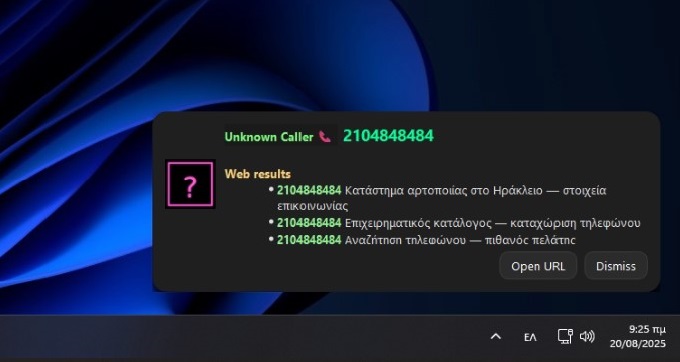 Unknown Caller 📞 2104848484
?
Web results
• 2104848484 Κατάστημα αρτοποιίας στο Ηράκλειο — στοιχεία
επικοινωνίας
• 2104848484 Επιχειρηματικός κατάλογος — καταχώριση τηλεφώνου
• 2104848484 Αναζήτηση τηλεφώνου — πιθανός πελάτης
Open URL Dismiss
ΕΛ
9:25 πμ
20/08/2025